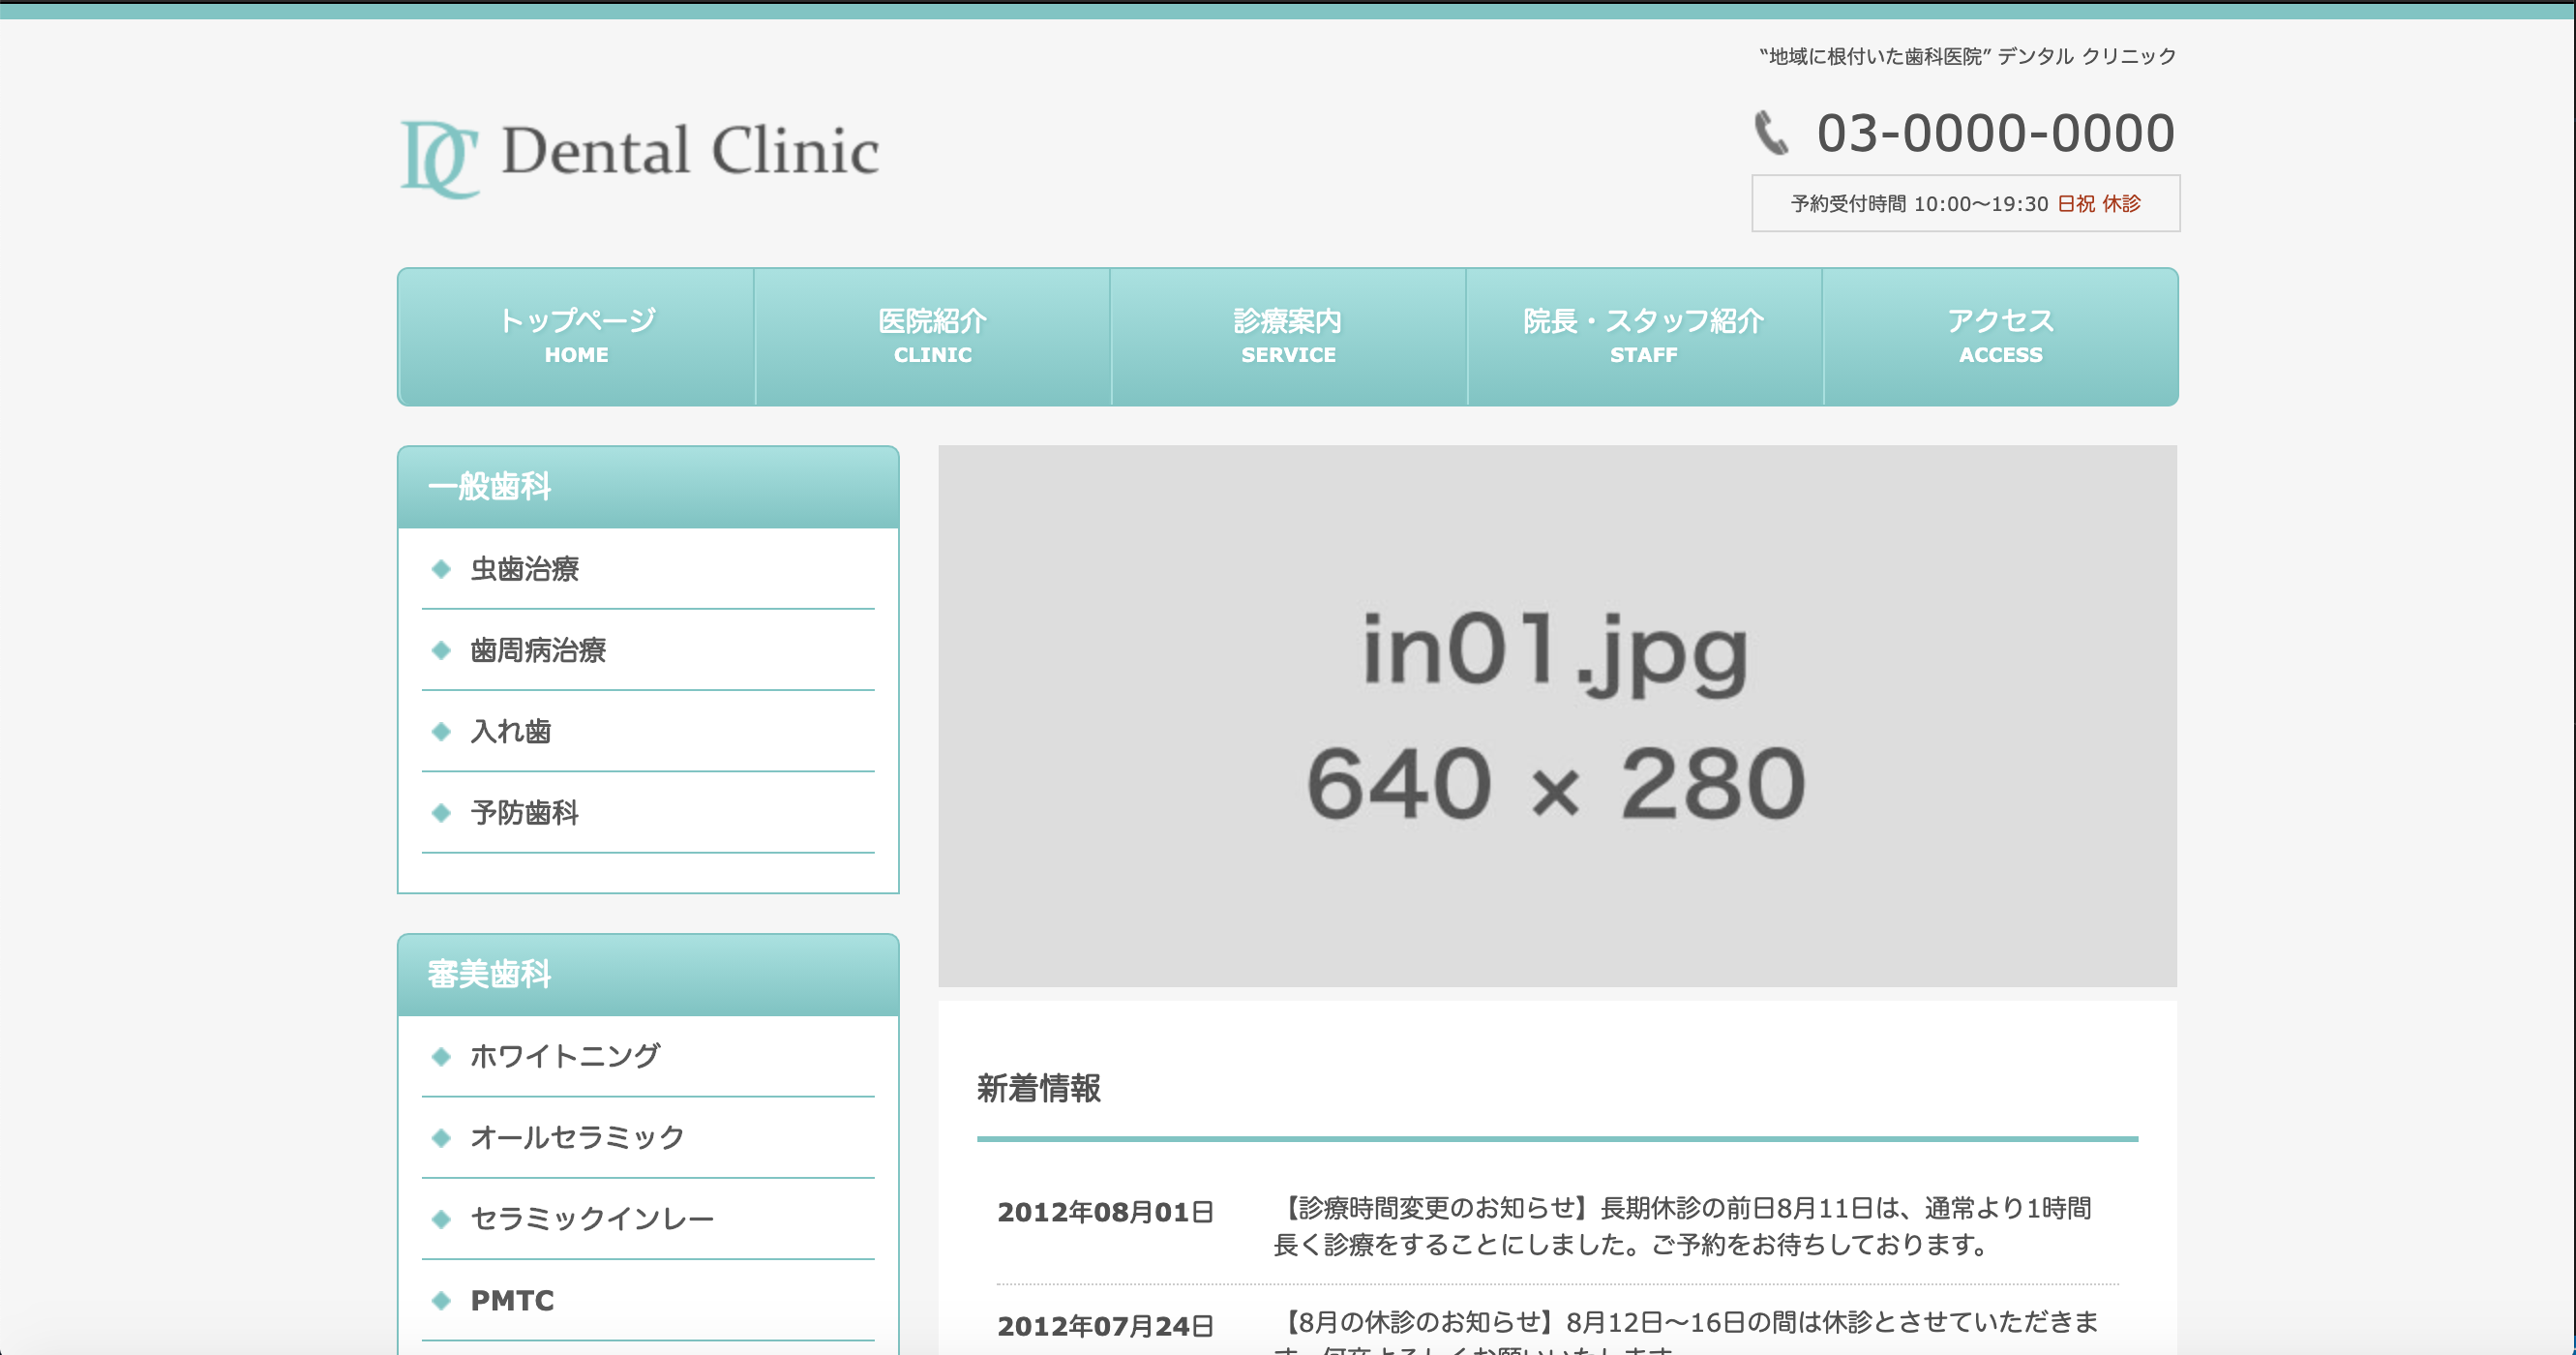 “地域に根付いた歯科医院” デンタル クリニック
DC Dental Clinic
03-0000-0000
予約受付時間 10:00〜19:30 日祝 休診
トップページ
HOME
医院紹介
CLINIC
診療案内
SERVICE
院長・スタッフ紹介
STAFF
アクセス
ACCESS
一般歯科
虫歯治療
歯周病治療
入れ歯
予防歯科
審美歯科
ホワイトニング
オールセラミック
セラミックインレー
PMTC
in01.jpg
640 × 280
新着情報
2012年08月01日
【診療時間変更のお知らせ】長期休診の前日8月11日は、通常より1時間
長く診療をすることにしました。ご予約をお待ちしております。
2012年07月24日
【8月の休診のお知らせ】8月12日〜16日の間は休診とさせていただきま